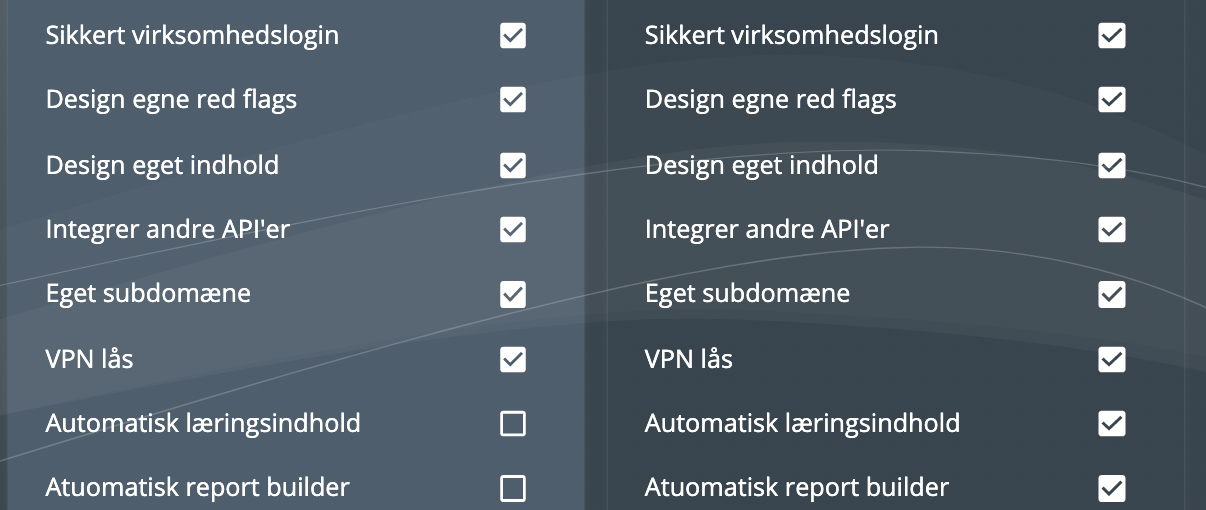 Sikkert virksomhedslogin
Design egne red flags
Design eget indhold
Integrer andre API'er
Eget subdomæne
VPN lås
Automatisk læringsindhold
Atuomatisk report builder
Sikkert virksomhedslogin
Design egne red flags
Design eget indhold
Integrer andre API'er
Eget subdomæne
VPN lås
Automatisk læringsindhold
Atuomatisk report builder